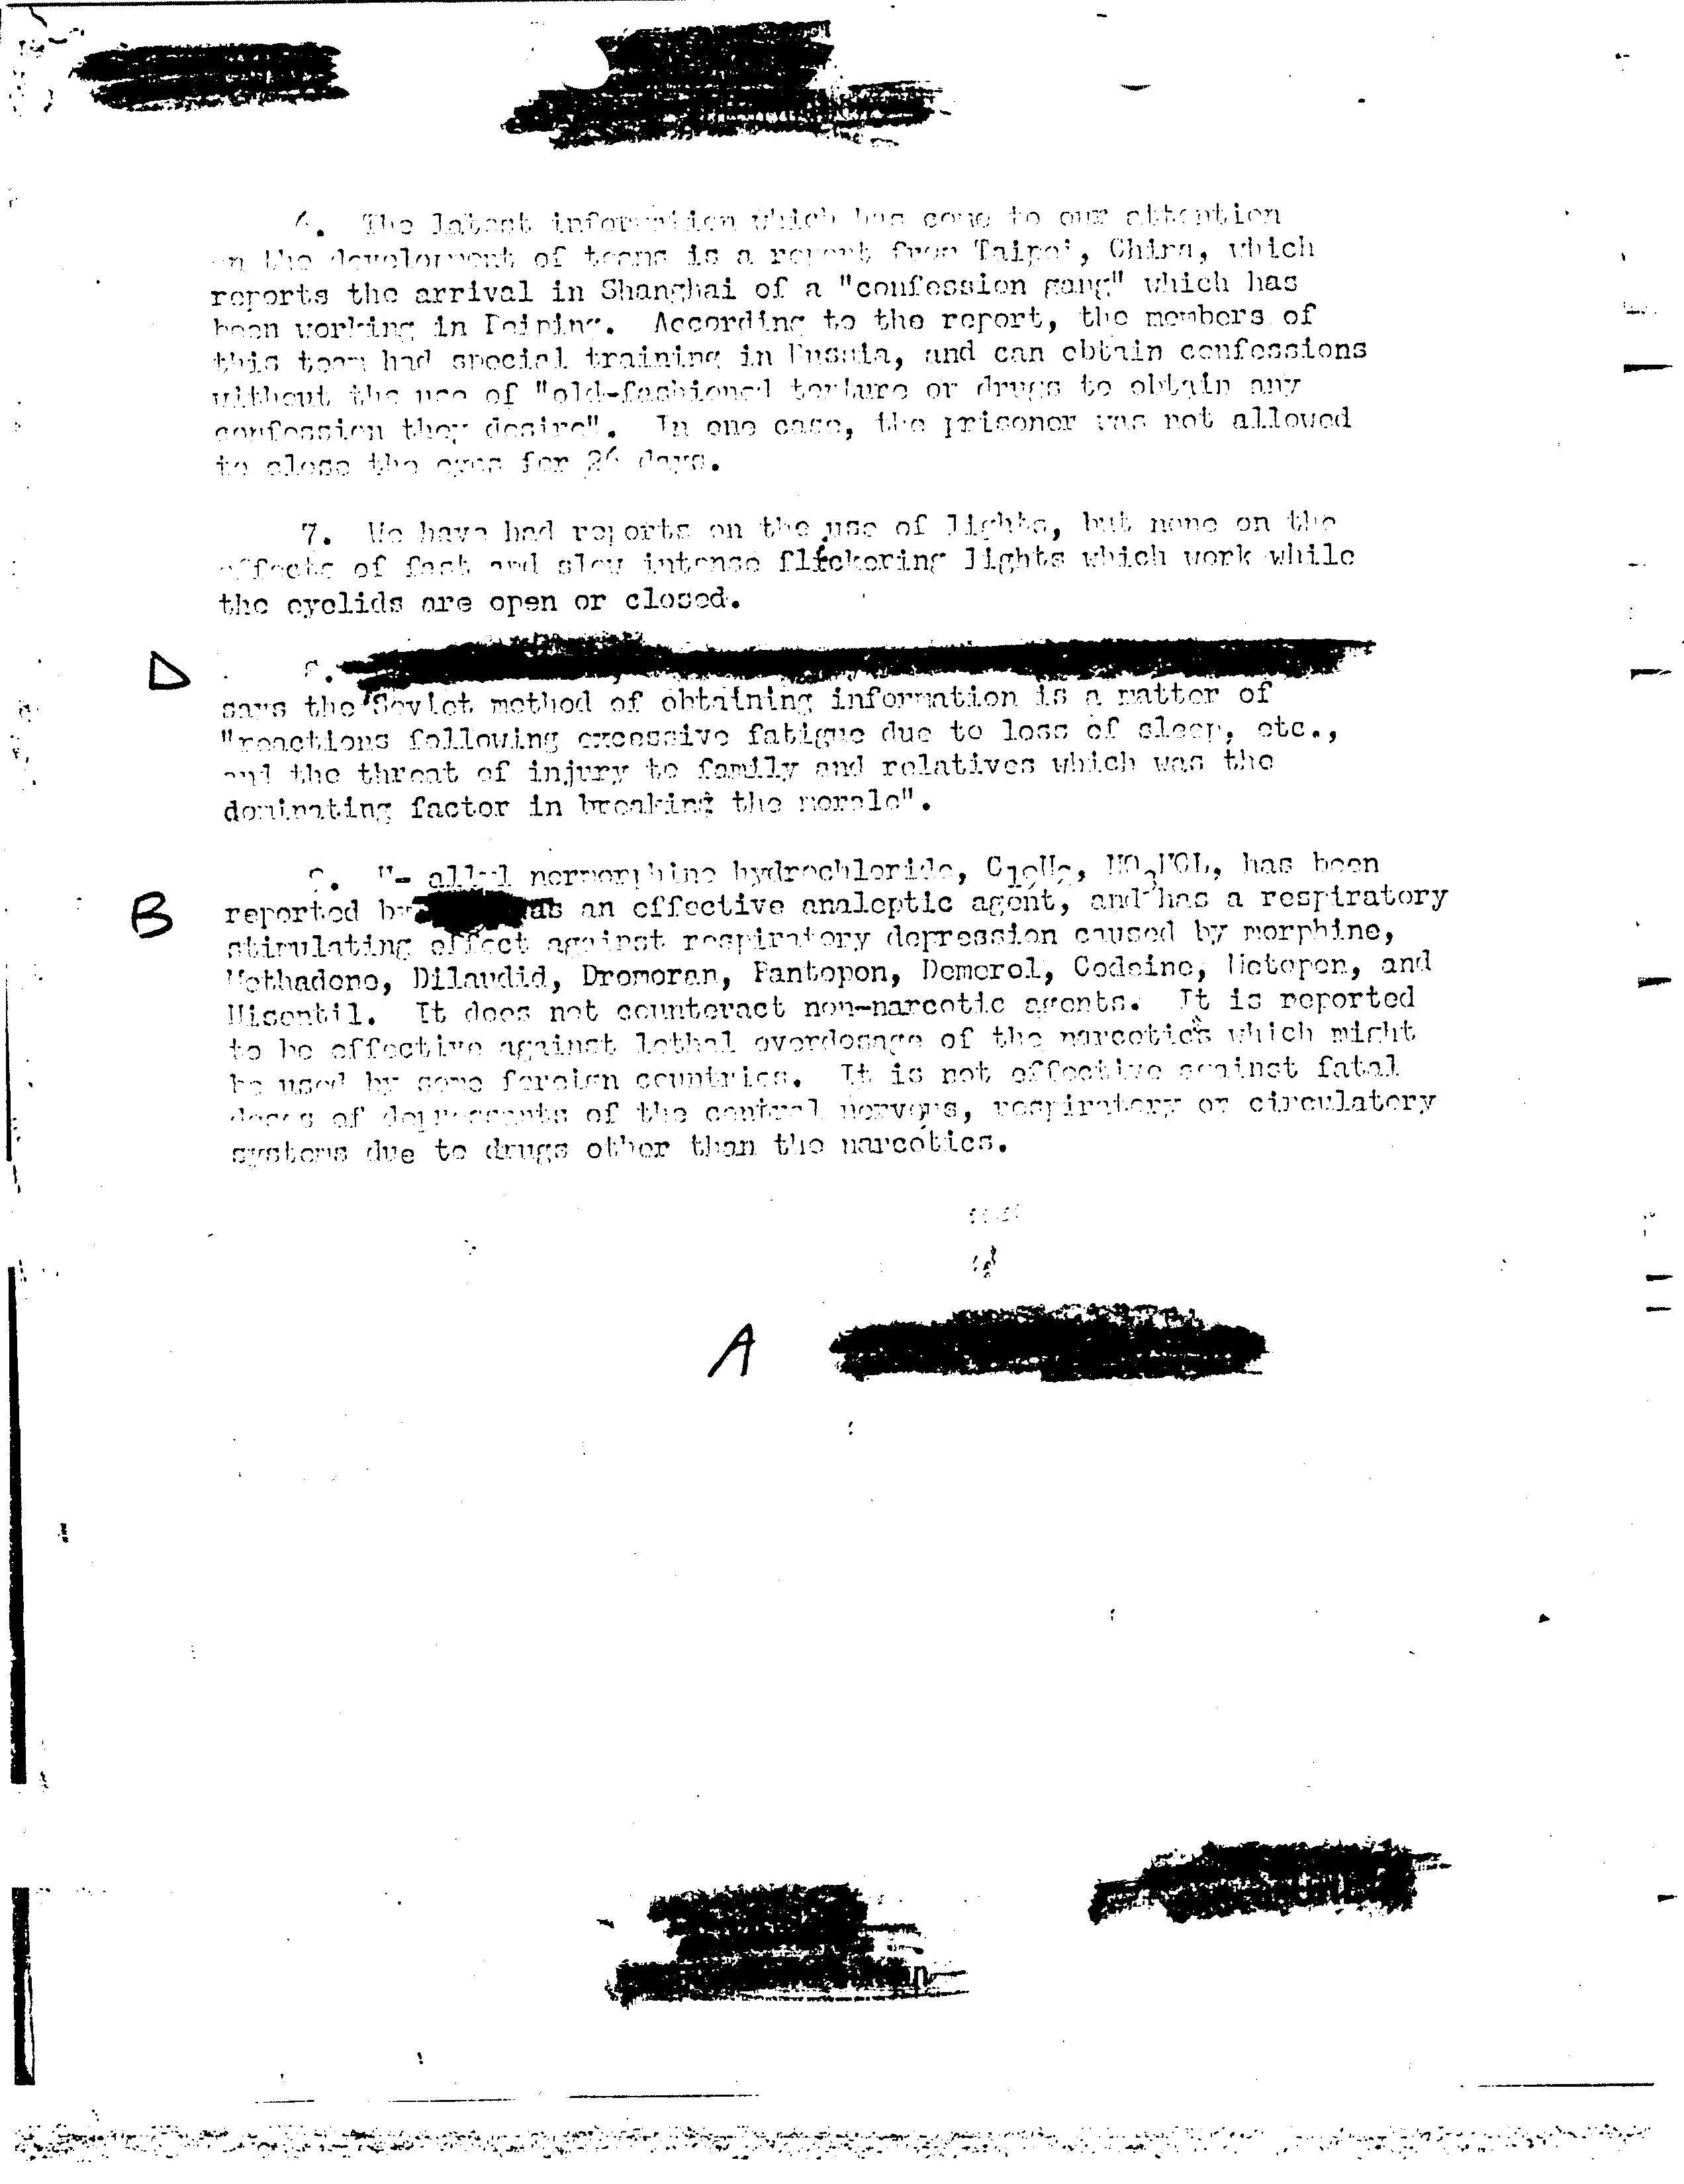 6. The latest information which has come to our attention
on the development of teams is a report from Taipei, China, which
reports the arrival in Shanghai of a "confession gang" which has
been working in Peiping. According to the report, the members of
this team had special training in Russia, and can obtain confessions
without the use of "old-fashioned torture or drugs to obtain any
confession they desire". In one case, the prisoner was not allowed
to close the eyes for 26 days.
7. We have had reports on the use of lights, but none on the
effects of fast and slow intense flickering lights which work while
the eyelids are open or closed.
D
says the Soviet method of obtaining information is a matter of
"reactions following excessive fatigue due to loss of sleep, etc.,
and the threat of injury to family and relatives which was the
dominating factor in breaking the morale".
allyl normorphine hydrochloride, has been
B
reported by as an effective analeptic agent, and has a respiratory
stimulating effect against respiratory depression caused by morphine,
Methadone, Dilaudid, Dromoran, Pantopon, Demerol, Codeine, Metopon, and
Nisentil. It does not counteract non-narcotic agents. It is reported
to be effective against lethal overdosage of the narcotics which might
be used by some foreign countries. It is not effective against fatal
doses of depressants of the central nervous, respiratory or circulatory
systems due to drugs other than the narcotics.
A